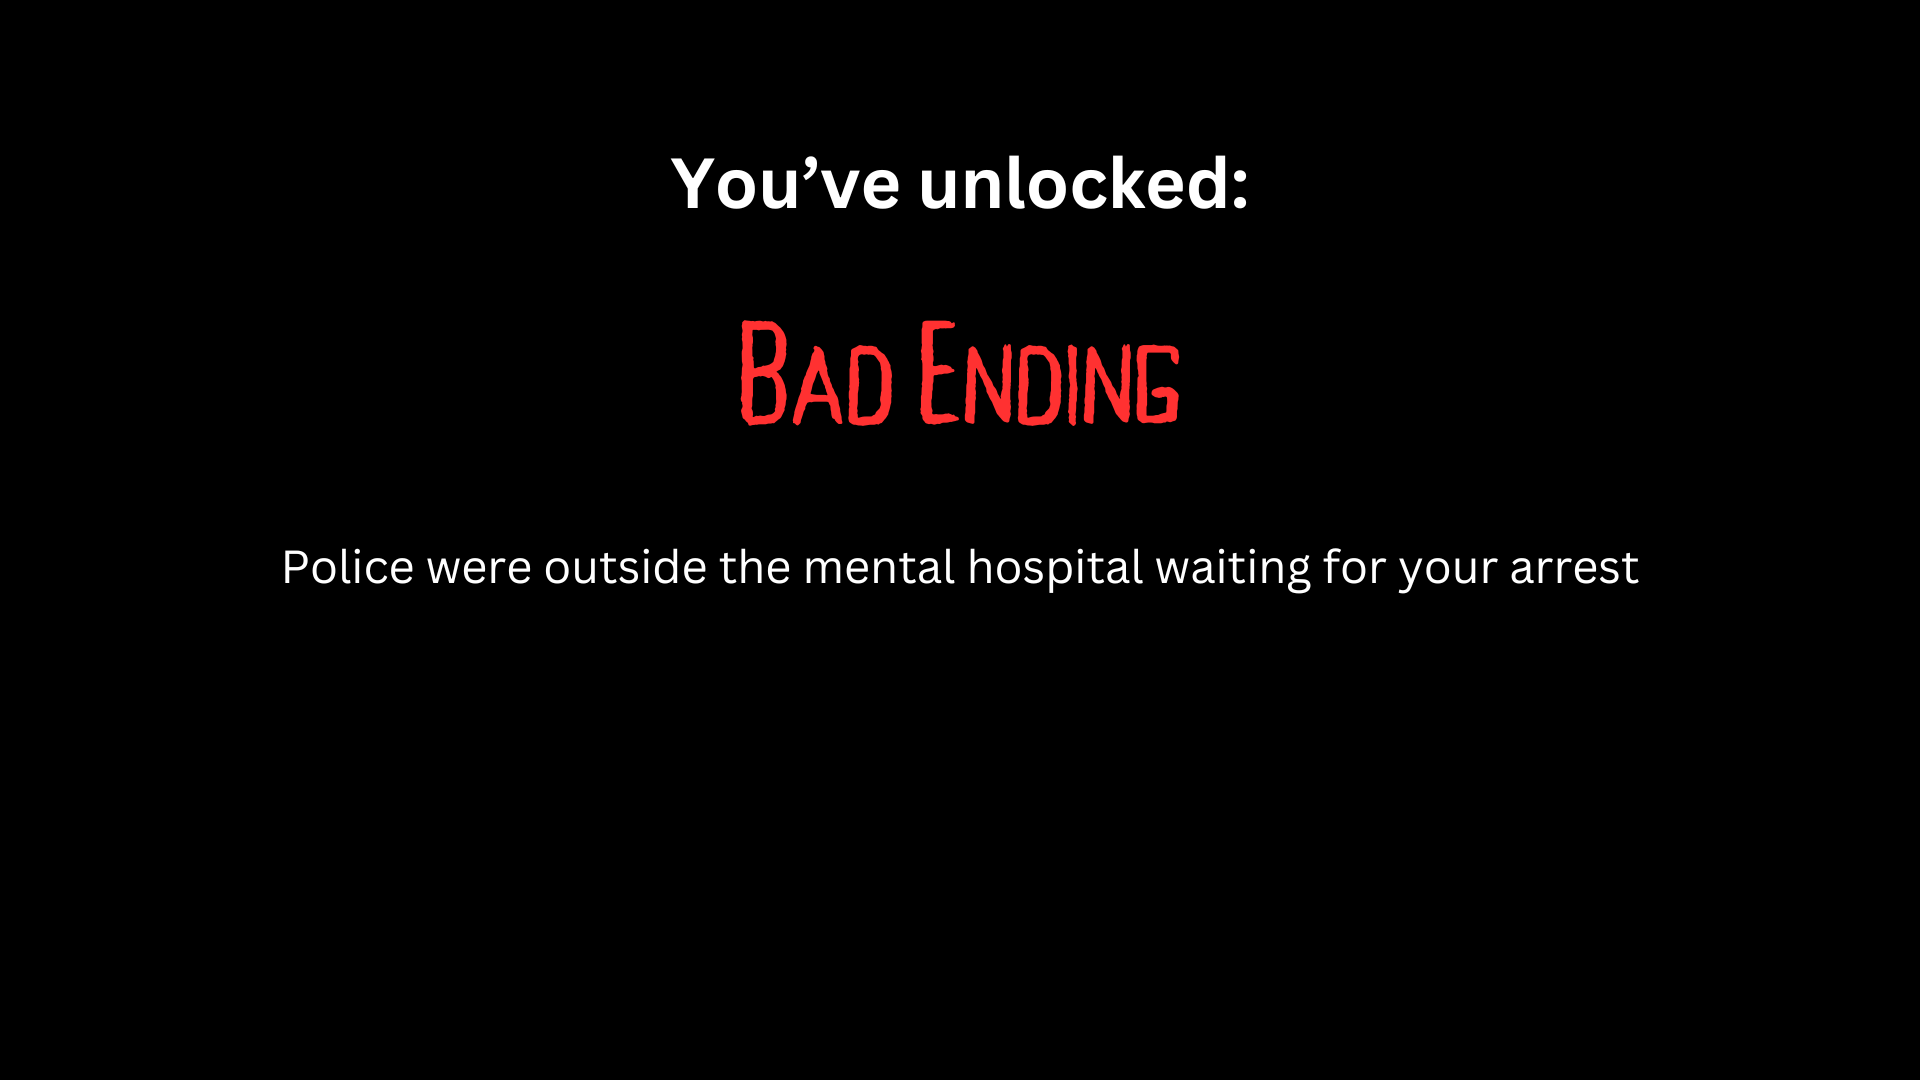 You’ve unlocked:
Bad Ending
Police were outside the mental hospital waiting for your arrest